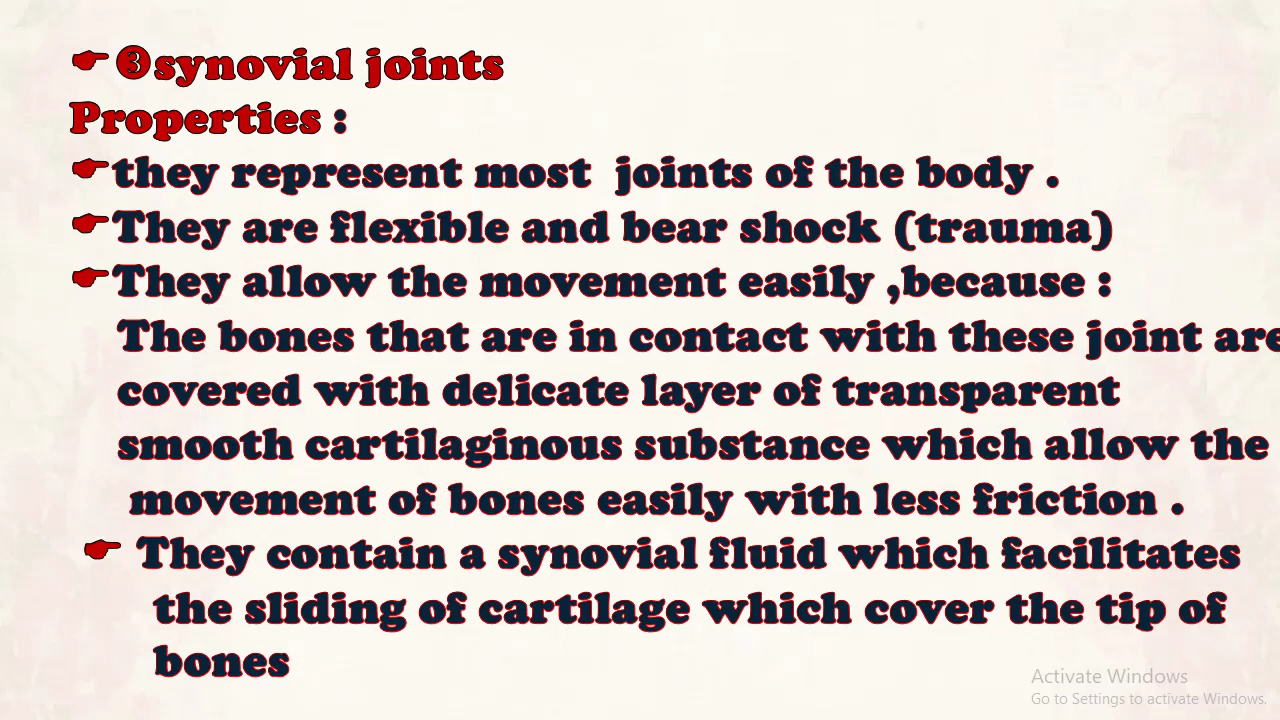 ☛❸synovial joints
Properties :
☛they represent most  joints of the body .
☛They are flexible and bear shock (trauma)
☛They allow the movement easily ,because :
The bones that are in contact with these joint are
covered with delicate layer of transparent
smooth cartilaginous substance which allow the
movement of bones easily with less friction .
☛ They contain a synovial fluid which facilitates
the sliding of cartilage which cover the tip of
bones
Activate Windows
Go to Settings to activate Windows.